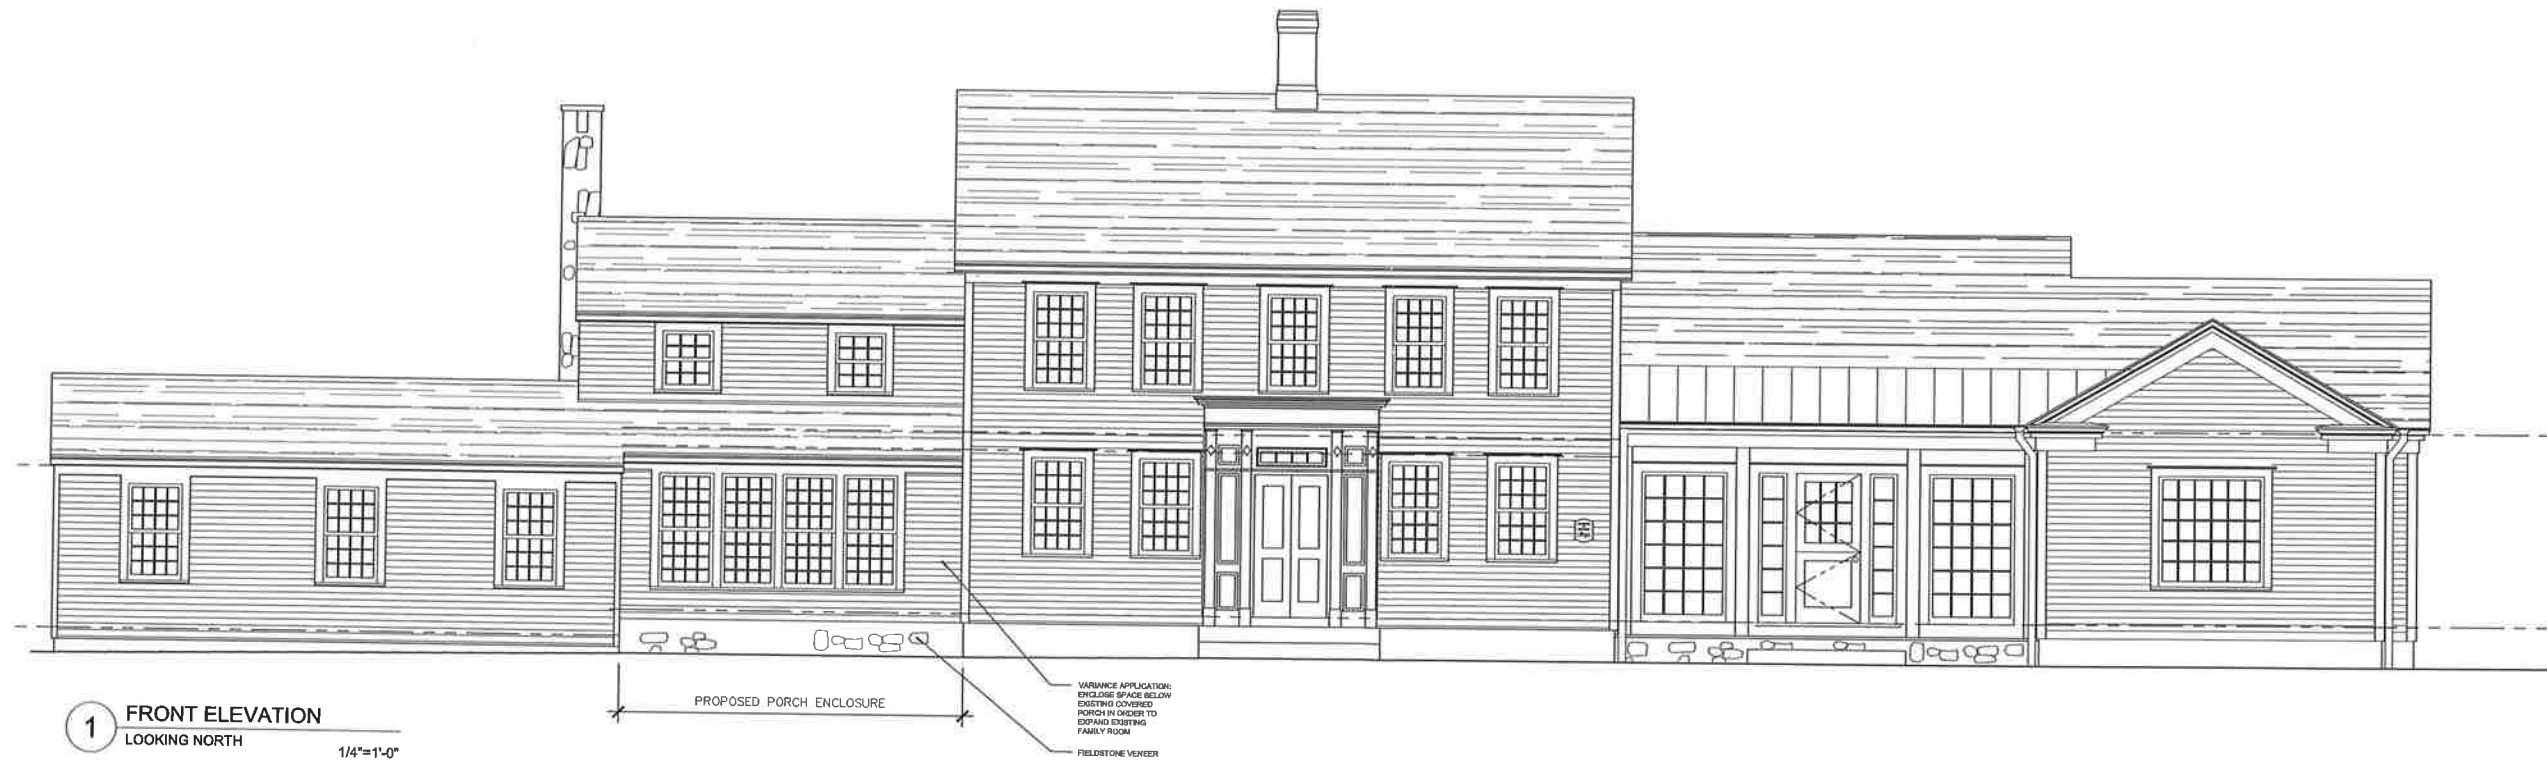 PROPOSED PORCH ENCLOSURE
VARIANCE APPLICATION:
ENCLOSE SPACE BELOW
EXISTING COVERED
PORCH IN ORDER TO
EXPAND EXISTING
FAMILY ROOM
FIELDSTONE VENEER
1
FRONT ELEVATION
LOOKING NORTH
1/4"=1'-0"